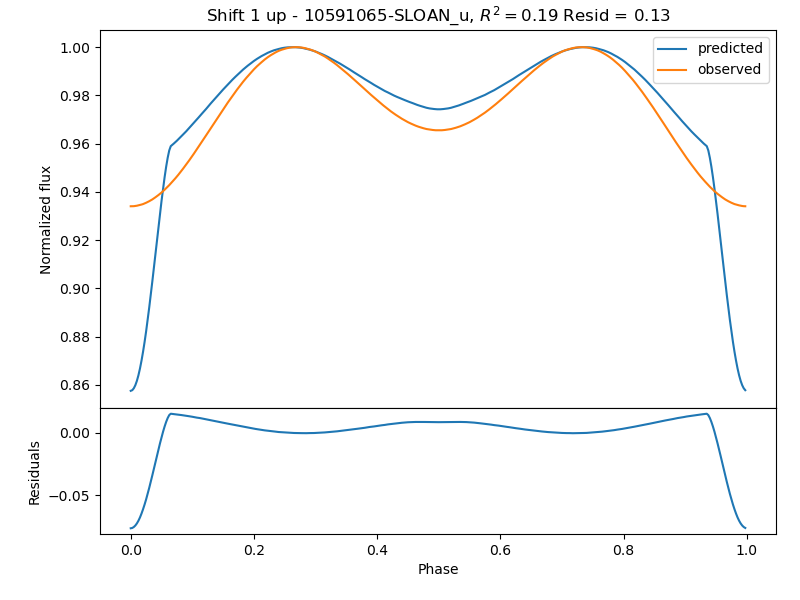 Shift 1 up - 10591065-SLOAN_u, R² = 0.19 Resid = 0.13
predicted
observed
Normalized flux
1.00
0.98
0.96
0.94
0.92
0.90
0.88
0.86
Residuals
0.00
−0.05
0.0
0.2
0.4
0.6
0.8
1.0
Phase